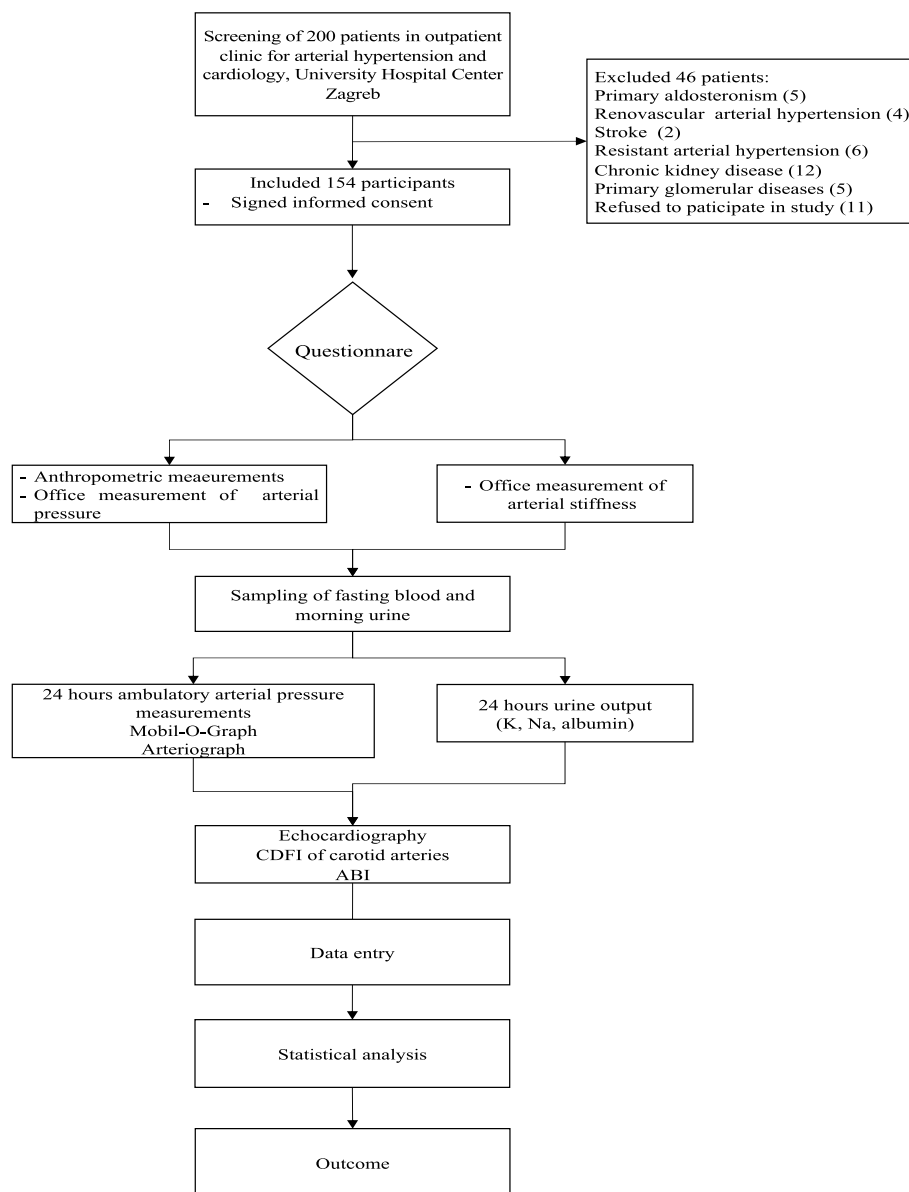 Screening of 200 patients in outpatient
clinic for arterial hypertension and
cardiology, University Hospital Center
Zagreb
Excluded 46 patients:
Primary aldosteronism (5)
Renovascular arterial hypertension (4)
Stroke (2)
Resistant arterial hypertension (6)
Chronic kidney disease (12)
Primary glomerular diseases (5)
Refused to paticipate in study (11)
Included 154 participants
- Signed informed consent
Questionnare
- Anthropometric meaeurements
- Office measurement of arterial
pressure
- Office measurement of
arterial stiffness
Sampling of fasting blood and
morning urine
24 hours ambulatory arterial pressure
measurements
Mobil-O-Graph
Arteriograph
24 hours urine output
(K, Na, albumin)
Echocardiography
CDFI of carotid arteries
ABI
Data entry
Statistical analysis
Outcome